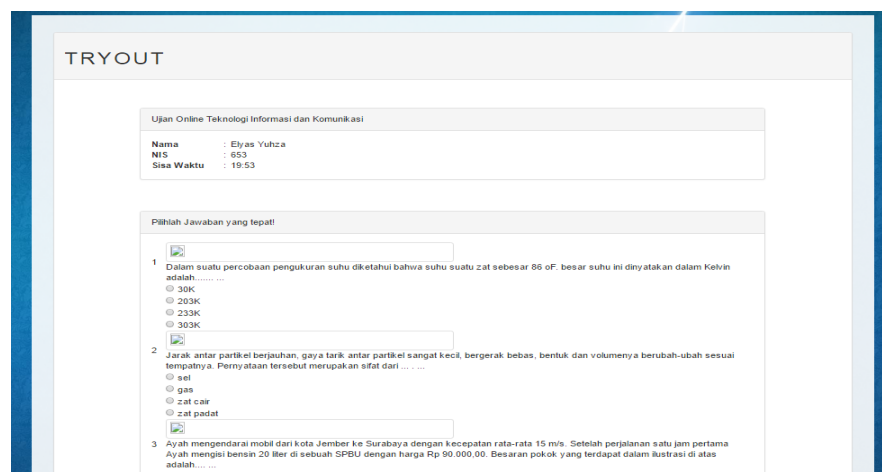 TRYOUT
Ujian Online Teknologi Informasi dan Komunikasi
Nama : Elyas Yuhza
NIS : 653
Sisa Waktu : 19:53
Pilihlah Jawaban yang tepat!
1 Dalam suatu percobaan pengukuran suhu diketahui bahwa suhu suatu zat sebesar 86 oF. besar suhu ini dinyatakan dalam Kelvin
adalah....... ...
30K
203K
233K
303K
2 Jarak antar partikel berjauhan, gaya tarik antar partikel sangat kecil, bergerak bebas, bentuk dan volumenya berubah-ubah sesuai
tempatnya. Pernyataan tersebut merupakan sifat dari ... . ...
sel
gas
zat cair
zat padat
3 Ayah mengendarai mobil dari kota Jember ke Surabaya dengan kecepatan rata-rata 15 m/s. Setelah perjalanan satu jam pertama
Ayah mengisi bensin 20 liter di sebuah SPBU dengan harga Rp 90.000,00. Besaran pokok yang terdapat dalam ilustrasi di atas
adalah.... ...